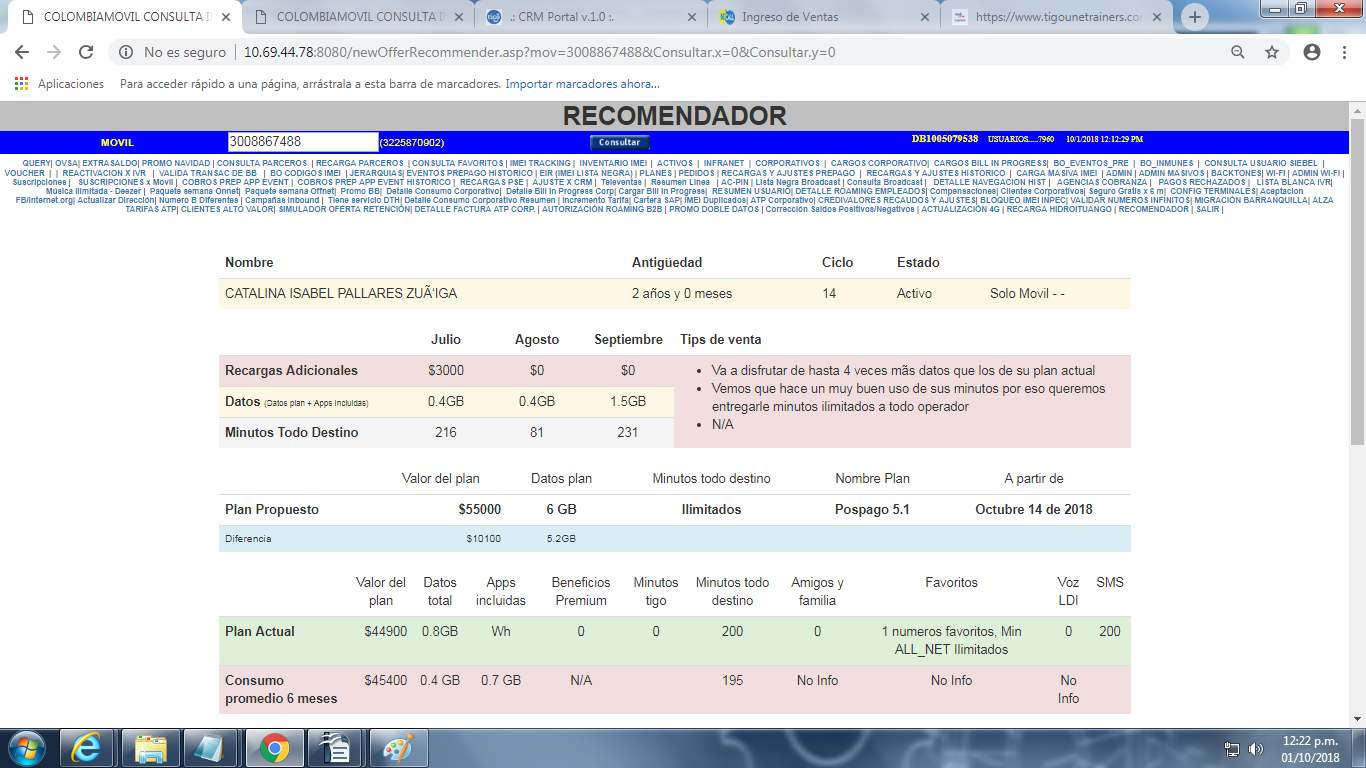 COLOMBIAMOVIL CONSULTA II
COLOMBIAMOVIL CONSULTA II
.: CRM Portal v.1.0 :.
Ingreso de Ventas
https://www.tigounetrainers.com
No es seguro | 10.69.44.78:8080/newOfferRecommender.asp?mov=3008867488&Consultar.x=0&Consultar.y=0
Aplicaciones Para acceder rápido a una página, arrástrala a esta barra de marcadores. Importar marcadores ahora...
RECOMENDADOR
MOVIL 3008867488 (3225870902) Consultar DB1005079538 USUARIOS.....7960 10/1/2018 12:12:29 PM
QUERY| OVSA| EXTRASALDO| PROMO NAVIDAD | CONSULTA PARCEROS | RECARGA PARCEROS | CONSULTA FAVORITOS | IMEI TRACKING | INVENTARIO IMEI | ACTIVOS | INFRANET | CORPORATIVOS | CARGOS CORPORATIVO| CARGOS BILL IN PROGRESS| BO_EVENTOS_PRE | BO_INMUNES | CONSULTA USUARIO SIEBEL |
VOUCHER | | REACTIVACION X IVR | VALIDA TRANSAC DE BB | BO CODIGOS IMEI | JERARQUIAS| EVENTOS PREPAGO HISTORICO | EIR (IMEI LISTA NEGRA) | PLANES | PEDIDOS | RECARGAS Y AJUSTES PREPAGO | RECARGAS Y AJUSTES HISTORICO | CARGA MASIVA IMEI | ADMIN | ADMIN MASIVOS | BACKTONES| WI-FI | ADMIN WI-FI |
Suscripciones | SUSCRIPCIONES x Movil | COBROS PREP APP EVENT | COBROS PREP APP EVENT HISTORICO | RECARGAS PSE | AJUSTE X CRM | Televentas | Resumen Linea | AC-PIN | Lista Negra Broadcast | Consulta Broadcast | DETALLE NAVEGACION HIST | AGENCIAS COBRANZA | PAGOS RECHAZADOS | LISTA BLANCA IVR|
Musica Ilimitada - Deezer | Paquete semana Onnet| Paquete semana Offnet| Promo BB| Detalle Consumo Corporativo| Detalle Bill In Progress Corp| Cargar Bill In Progress Corp| RESUMEN USUARIO| DETALLE ROAMING EMPLEADOS| Compensaciones| Clientes Corporativos| Seguro Gratis x 6 m| CONFIG TERMINALES| Aceptacion
FB/Internet.org| Actualizar Dirección| Numero B Diferentes | Campañas Inbound | Tiene servicio DTH| Detalle Consumo Corporativo Resumen | Incremento Tarifa| Cartera SAP| IMEI Duplicados| ATP Corporativo| CREDIVALORES RECAUDOS Y AJUSTES| BLOQUEO IMEI INPEC| VALIDAR NUMEROS INFINITOS| MIGRACIÓN BARRANQUILLA| ALZA
TARIFAS ATP| CLIENTES ALTO VALOR| SIMULADOR OFERTA RETENCIÓN| DETALLE FACTURA ATP CORP. | AUTORIZACIÓN ROAMING B2B | PROMO DOBLE DATOS | Corrección Saldos Positivos/Negativos | ACTUALIZACIÓN 4G | RECARGA HIDROITUANGO | RECOMENDADOR | SALIR |
Nombre Antigüedad Ciclo Estado
CATALINA ISABEL PALLARES ZUÃ‘IGA 2 años y 0 meses 14 Activo Solo Movil - -
Julio Agosto Septiembre Tips de venta
Recargas Adicionales $3000 $0 $0
Datos (Datos plan + Apps Incluidas) 0.4GB 0.4GB 1.5GB
Minutos Todo Destino 216 81 231
• Va a disfrutar de hasta 4 veces mãs datos que los de su plan actual
• Vemos que hace un muy buen uso de sus minutos por eso queremos
entregarle minutos ilimitados a todo operador
• N/A
Valor del plan Datos plan Minutos todo destino Nombre Plan A partir de
Plan Propuesto $55000 6 GB Ilimitados Pospago 5.1 Octubre 14 de 2018
Diferencia $10100 5.2GB
Valor del plan Datos total Apps incluidas Beneficios Premium Minutos tigo Minutos todo destino Amigos y familia Favoritos Voz LDI SMS
Plan Actual $44900 0.8GB Wh 0 0 200 0 1 numeros favoritos, Min ALL_NET Ilimitados 0 200
Consumo promedio 6 meses $45400 0.4 GB 0.7 GB N/A 195 No Info No Info No Info
12:22 p.m.
01/10/2018